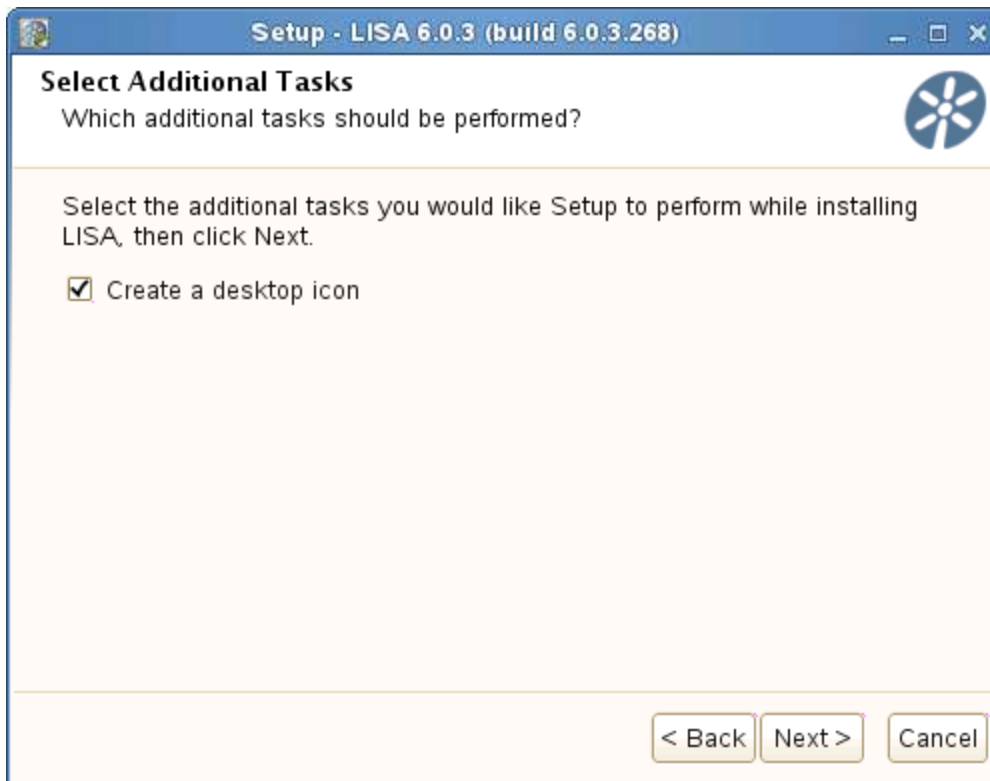 Setup - LISA 6.0.3 (build 6.0.3.268)
Select Additional Tasks
Which additional tasks should be performed?
Select the additional tasks you would like Setup to perform while installing
LISA, then click Next.
Create a desktop icon
< Back Next > Cancel